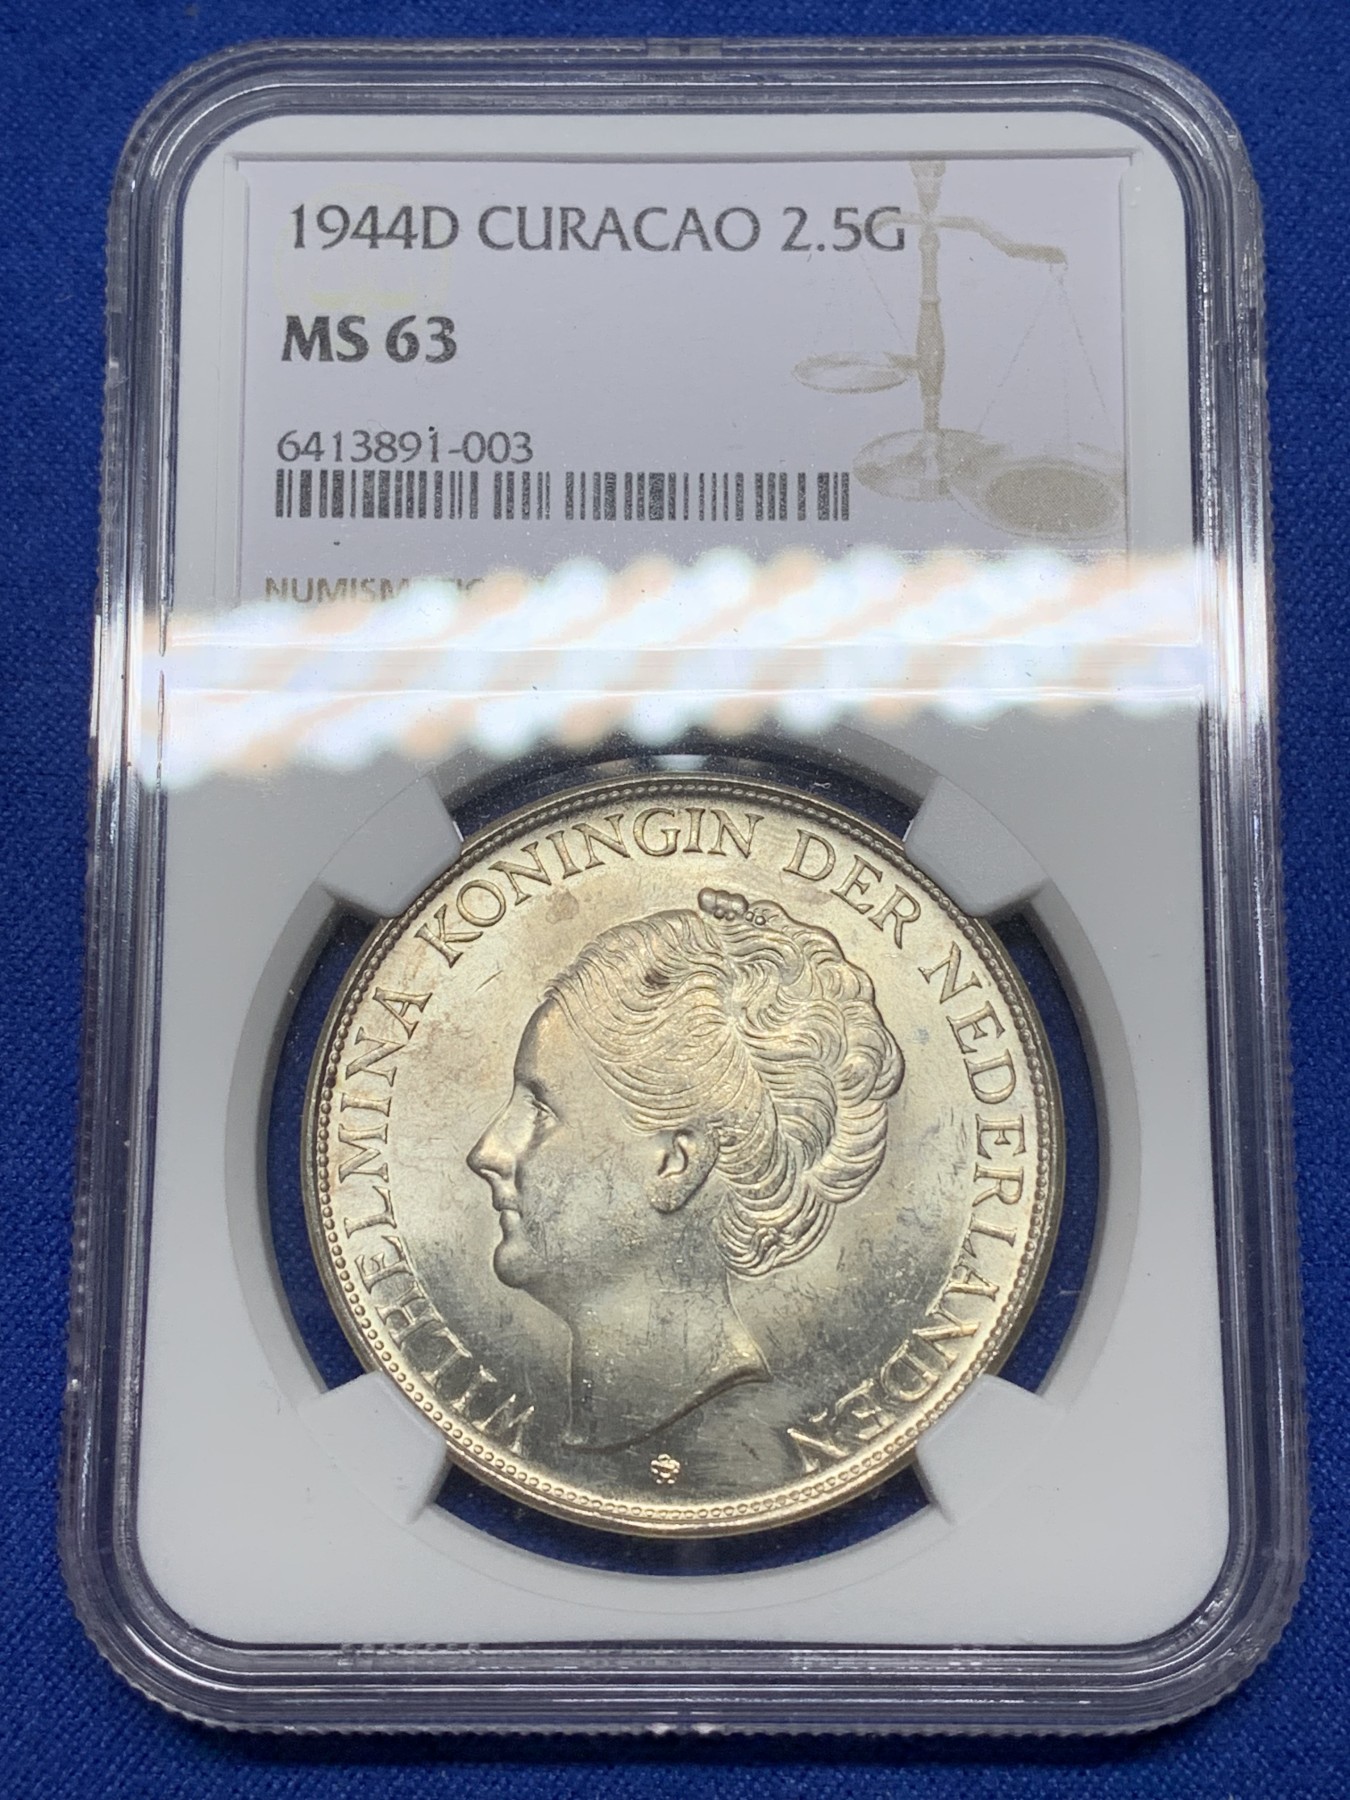 1944D CURACAO 2.5G
MS 63
6413891-003
WILHELMINA KONINGIN DER NEDERLANDEN